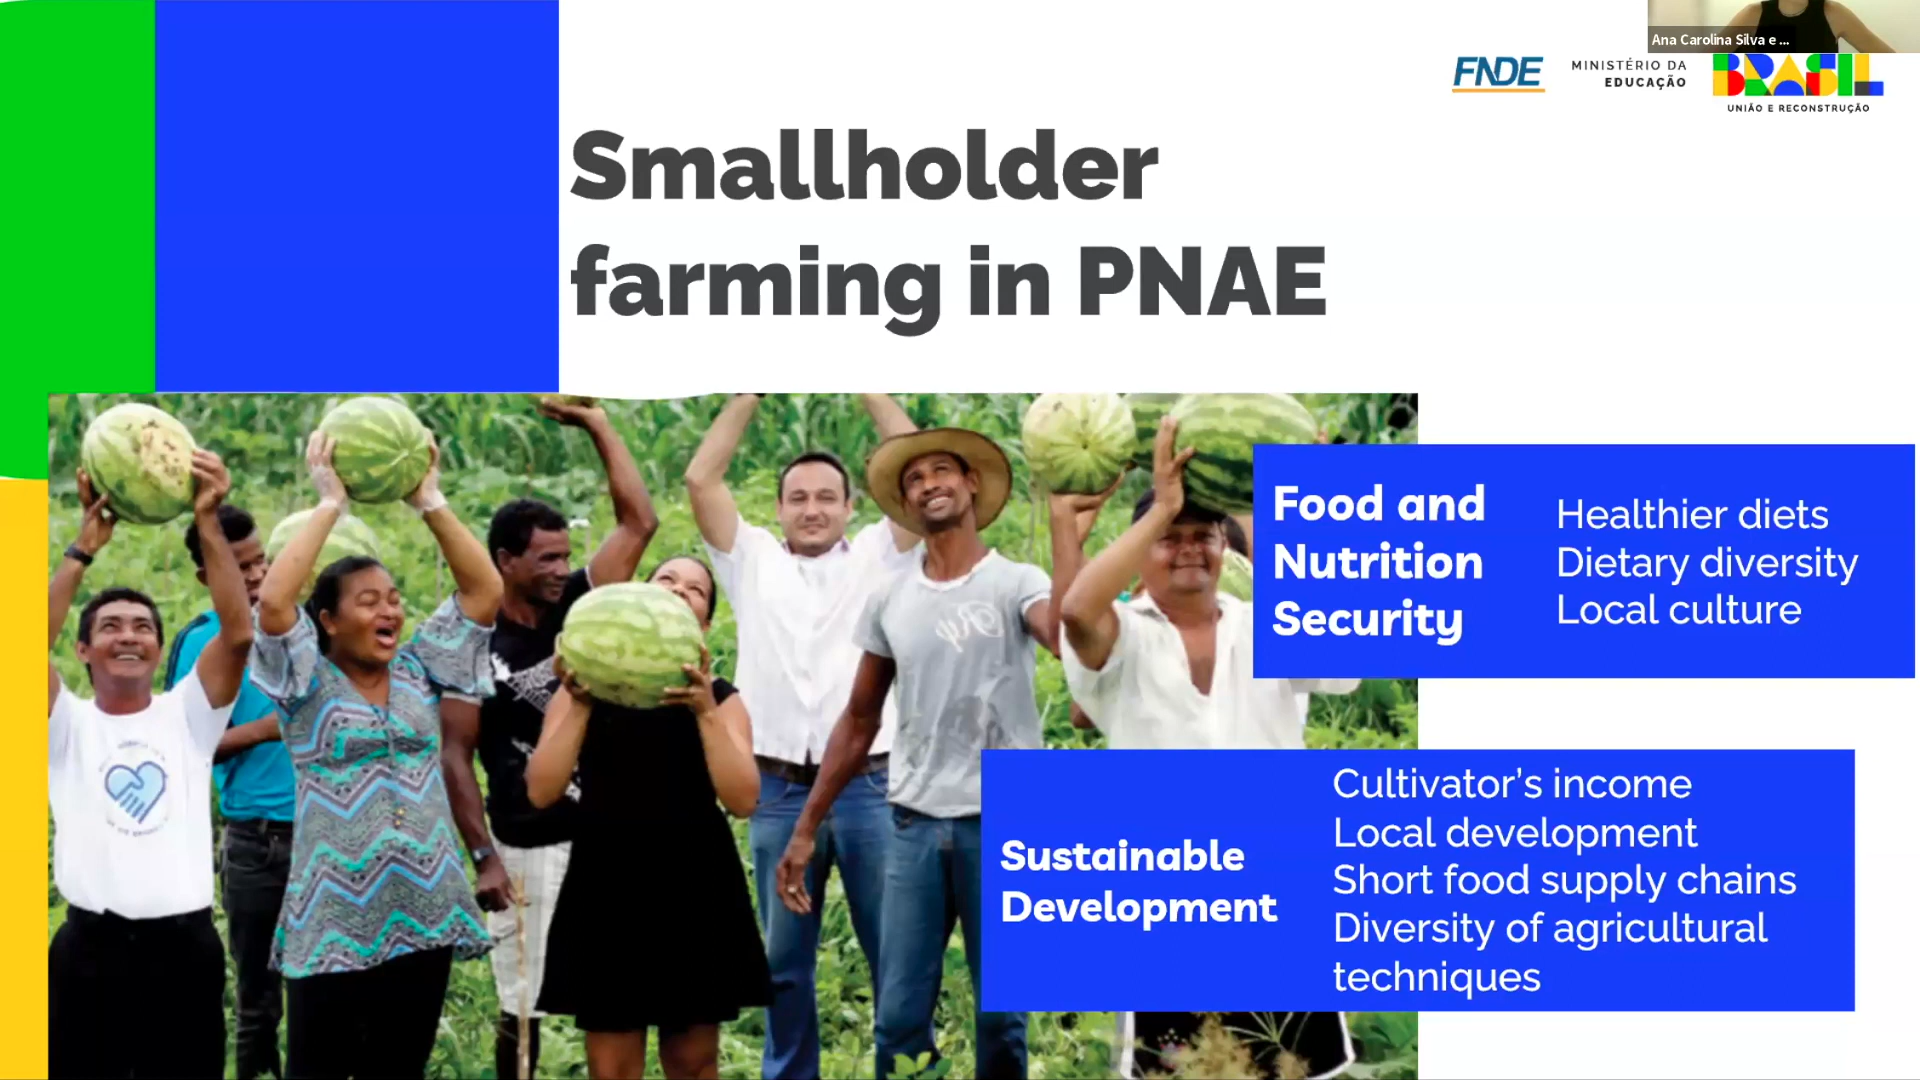 Ana Carolina Silva e ...
FNDE
MINISTÉRIO DA
EDUCAÇÃO
BRASIL
UNIÃO E RECONSTRUÇÃO
Smallholder
farming in PNAE
Food and
Nutrition
Security
Healthier diets
Dietary diversity
Local culture
Sustainable
Development
Cultivator’s income
Local development
Short food supply chains
Diversity of agricultural
techniques